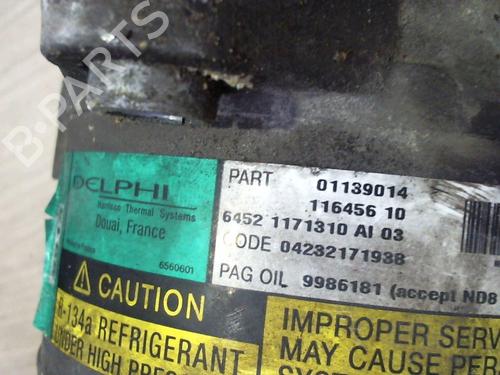 B-PARTS
DELPHI
Harrison Thermal Systems
Douai, France
6560601
PART 01139014
116456 10
6452 1171310 AI 03
CODE 04232171938
PAG OIL 9986181 (accept ND8
CAUTION
R-134a REFRIGERANT
UNDER HIGH PRES
IMPROPER SERV
MAY CAUSE PER